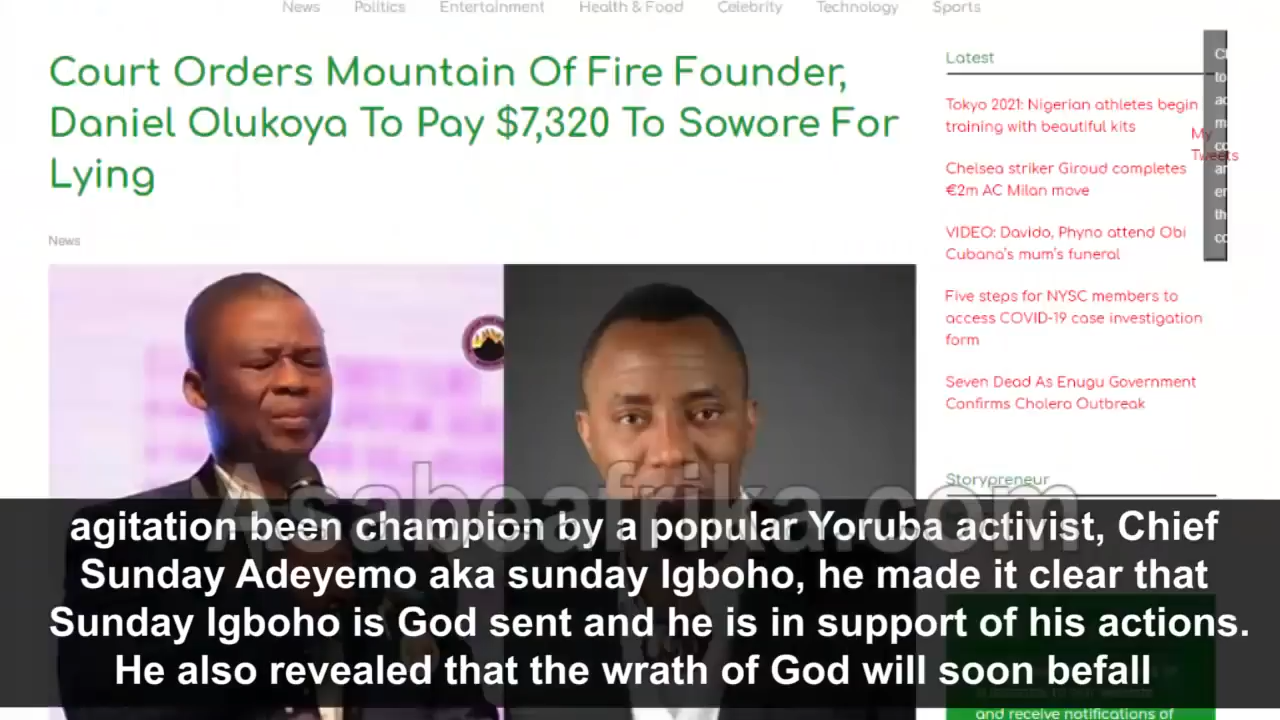 News Politics Entertainment Health & Food Celebrity Technology Sports
Court Orders Mountain Of Fire Founder,
Daniel Olukoya To Pay $7,320 To Sowore For
Lying
News
Latest
Tokyo 2021: Nigerian athletes begin
training with beautiful kits
Chelsea striker Giroud completes
€2m AC Milan move
VIDEO: Davido, Phyno attend Obi
Cubana's mum's funeral
Five steps for NYSC members to
access COVID-19 case investigation
form
Seven Dead As Enugu Government
Confirms Cholera Outbreak
Storypreneur
My
Tweets
Asabeafrika.com
agitation been champion by a popular Yoruba activist, Chief
Sunday Adeyemo aka sunday Igboho, he made it clear that
Sunday Igboho is God sent and he is in support of his actions.
He also revealed that the wrath of God will soon befall
and receive notifications of